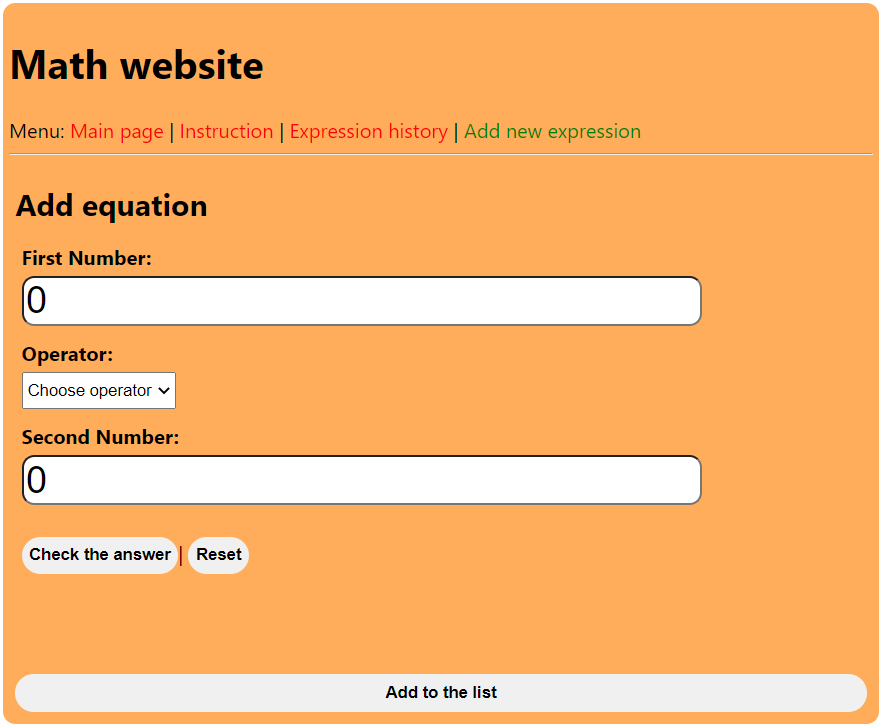 Math website
Menu: Main page | Instruction | Expression history | Add new expression
Add equation
First Number:
0
Operator:
Choose operator
Second Number:
0
Check the answer | Reset
Add to the list